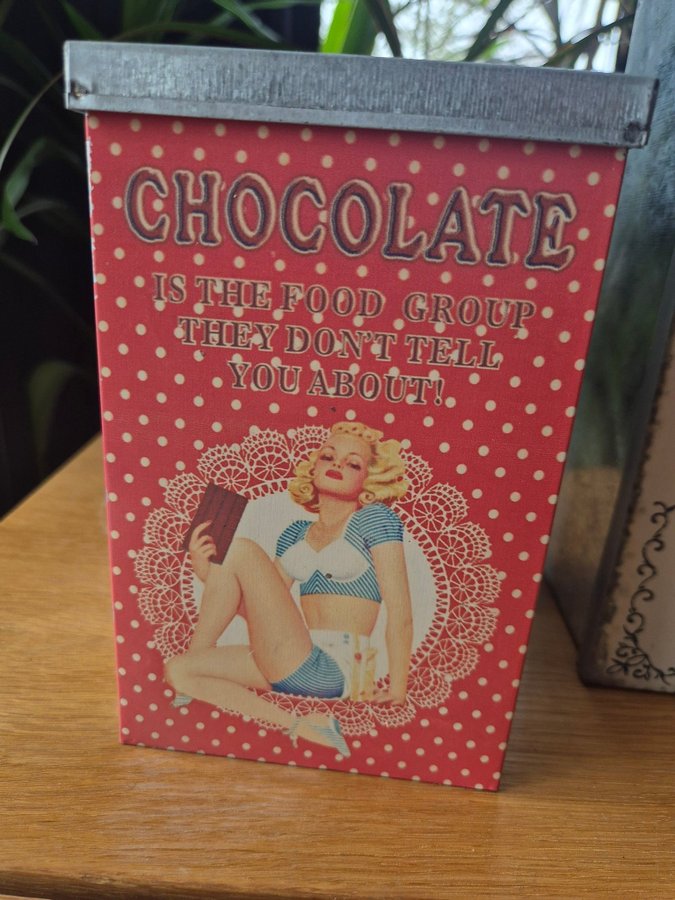 CHOCOLATE
IS THE FOOD GROUP
THEY DON'T TELL
YOU ABOUT!